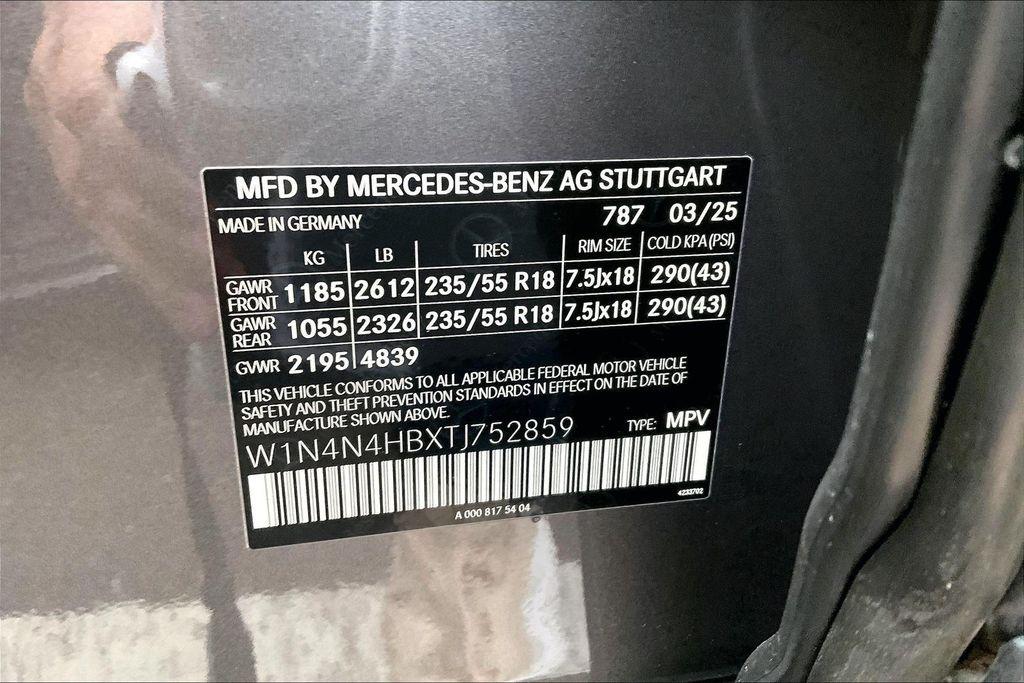 MFD BY MERCEDES-BENZ AG STUTTGART
MADE IN GERMANY 787 03/25
KG LB TIRES RIM SIZE COLD KPA (PSI)
GAWR FRONT 1185 2612 235/55 R18 7.5Jx18 290(43)
GAWR REAR 1055 2326 235/55 R18 7.5Jx18 290(43)
GVWR 2195 4839
THIS VEHICLE CONFORMS TO ALL APPLICABLE FEDERAL MOTOR VEHICLE
SAFETY AND THEFT PREVENTION STANDARDS IN EFFECT ON THE DATE OF
MANUFACTURE SHOWN ABOVE.
W1N4N4HBXTJ752859 TYPE: MPV
4233702
A 000 817 54 04